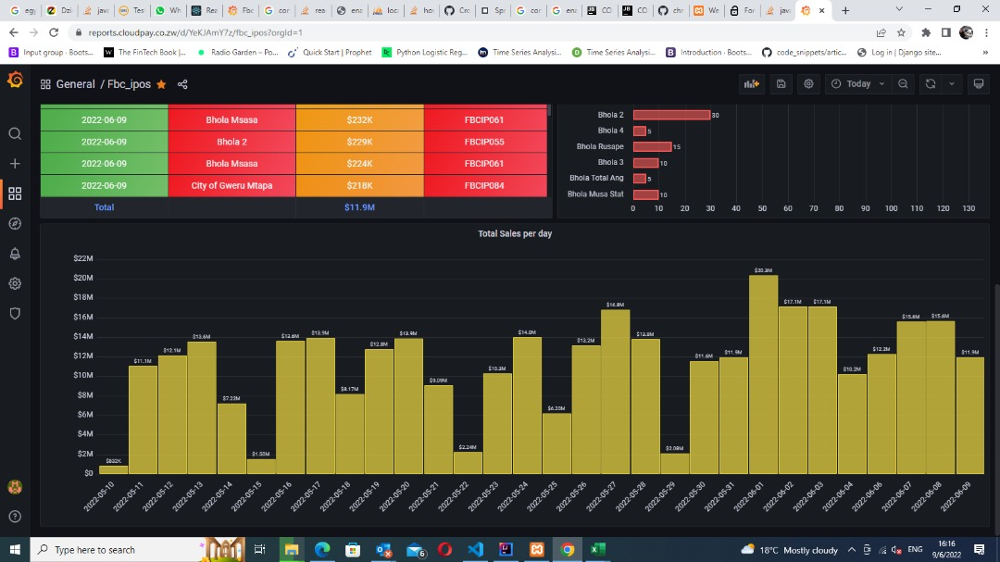 egy
Dzi
java
Tes
Wh
Rea
Fbc
cor
rea
ena
loca
hov
Cro
Spr
cor
ena
CO
CO
chr
We
For
java
reports.cloudpay.co.zw/d/YeKJAmY7z/fbc_ipos?orgId=1
Input group · Boots...
The FinTech Book |...
Radio Garden – Po...
Quick Start | Prophet
Python Logistic Reg...
Time Series Analysi...
Time Series Analysi...
Introduction · Boots...
code_snippets/artic...
Log in | Django site...
General / Fbc_ipos
Today
2022-06-09 Bhola Msasa $232K FBCIP061
2022-06-09 Bhola 2 $229K FBCIP055
2022-06-09 Bhola Msasa $224K FBCIP061
2022-06-09 City of Gweru Mtapa $218K FBCIP084
Total $11.9M
Bhola 2 30
Bhola 4 5
Bhola Rusape 15
Bhola 3 10
Bhola Total Ang 5
Bhola Musa Stat 10
0 10 20 30 40 50 60 70 80 90 100 110 120 130
Total Sales per day
$22M
$20M
$18M
$16M
$14M
$12M
$10M
$8M
$6M
$4M
$2M
$0
$832K $11.1M $12.1M $13.6M $7.23M $1.50M $13.6M $13.9M $8.17M $12.8M $13.9M $9.09M $2.24M $10.3M $14.0M $6.20M $13.2M $16.8M $13.8M $2.08M $11.6M $11.9M $20.3M $17.1M $17.1M $10.2M $12.3M $15.6M $15.6M $11.9M
2022-05-10 2022-05-11 2022-05-12 2022-05-13 2022-05-14 2022-05-15 2022-05-16 2022-05-17 2022-05-18 2022-05-19 2022-05-20 2022-05-21 2022-05-22 2022-05-23 2022-05-24 2022-05-25 2022-05-26 2022-05-27 2022-05-28 2022-05-29 2022-05-30 2022-05-31 2022-06-01 2022-06-02 2022-06-03 2022-06-04 2022-06-06 2022-06-07 2022-06-08 2022-06-09
Type here to search
6
18°C Mostly cloudy
ENG
16:16
9/6/2022